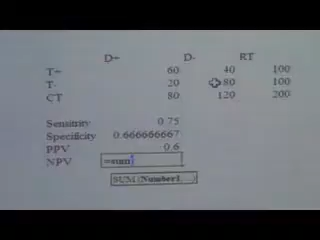 D+ D- RT
T+ 60 40 100
T- 20 80 100
CT 80 120 200
Sensitrity 0.75
Specificity 0.666666667
PPV 0.6
NPV =sum(
SUM(Number1...)